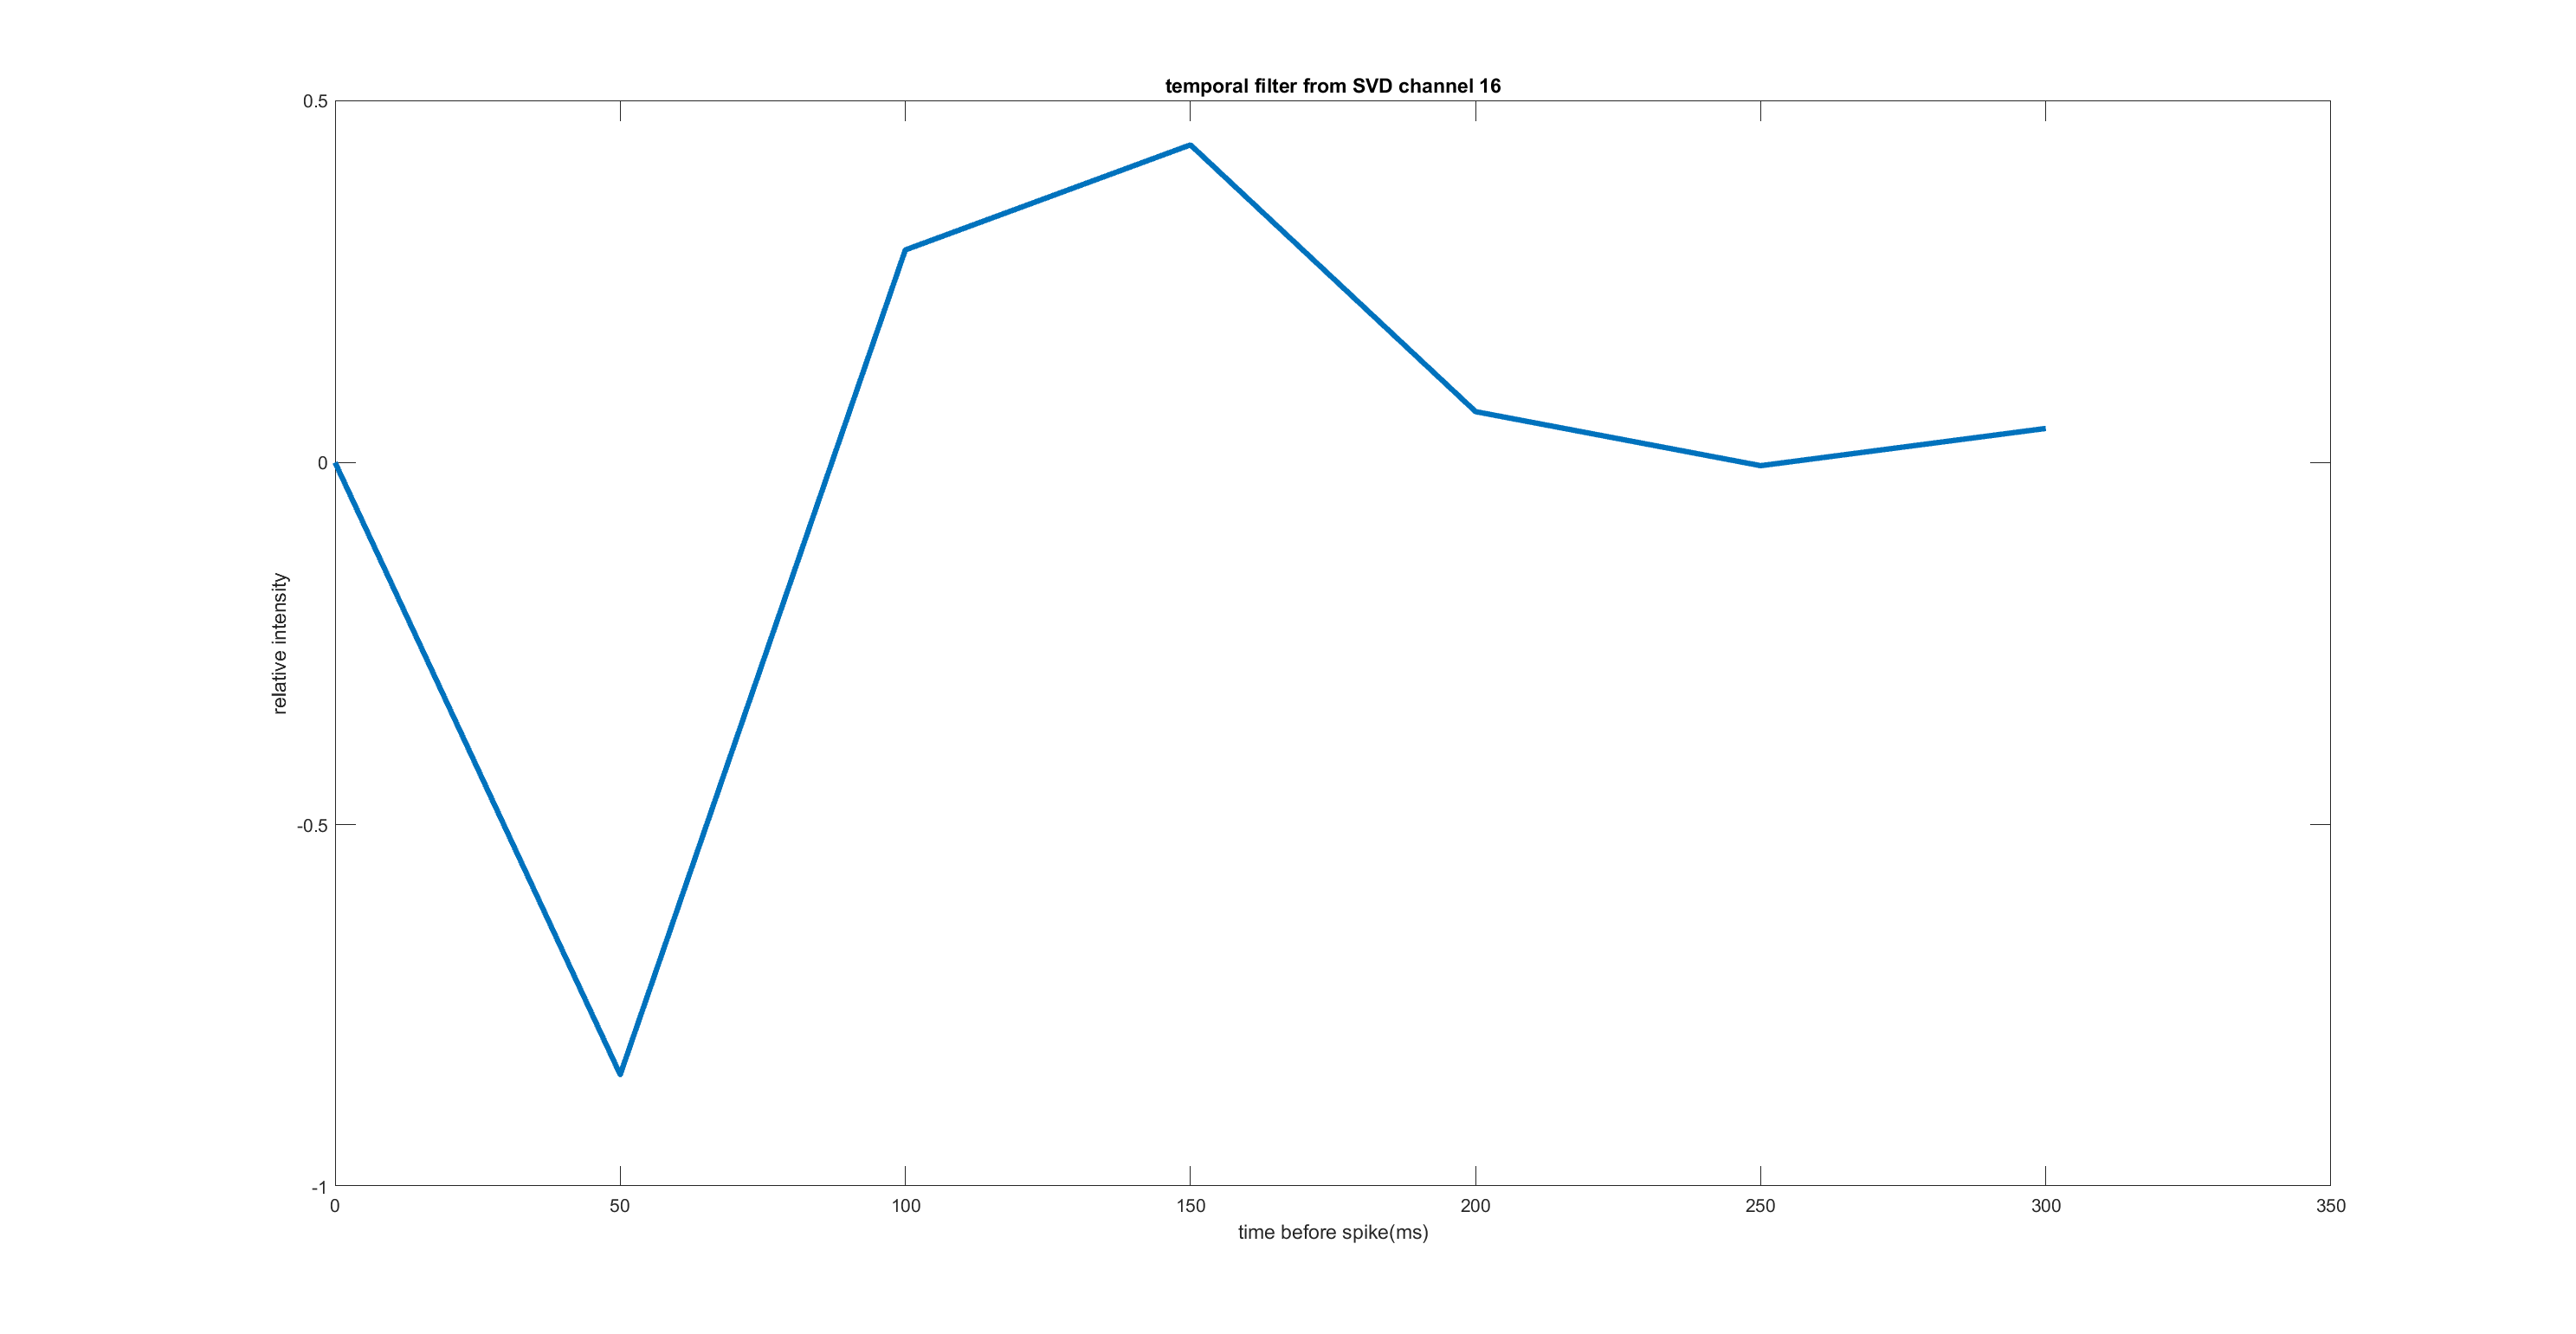 temporal filter from SVD channel 16
0.5
0
-0.5
-1
relative intensity
0 50 100 150 200 250 300 350
time before spike(ms)